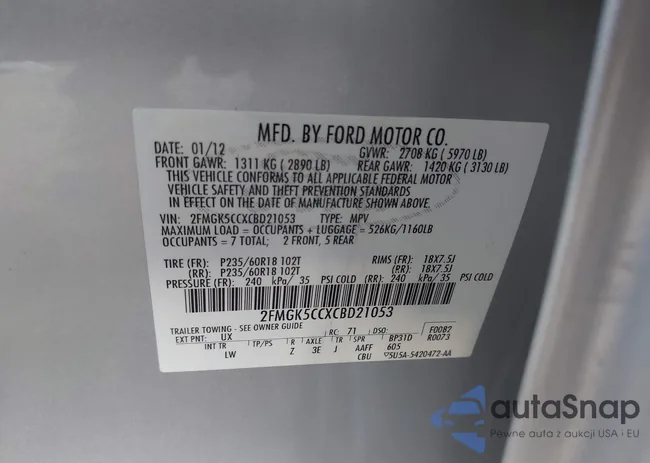 MFD. BY FORD MOTOR CO.
DATE: 01/12 GVWR: 2708 KG ( 5970 LB)
FRONT GAWR: 1311 KG ( 2890 LB) REAR GAWR: 1420 KG ( 3130 LB)
THIS VEHICLE CONFORMS TO ALL APPLICABLE FEDERAL MOTOR
VEHICLE SAFETY AND THEFT PREVENTION STANDARDS
IN EFFECT ON THE DATE OF MANUFACTURE SHOWN ABOVE.
VIN: 2FMGK5CCXCBD21053 TYPE: MPV
MAXIMUM LOAD = OCCUPANTS + LUGGAGE = 526KG/1160LB
OCCUPANTS = 7 TOTAL; 2 FRONT, 5 REAR
TIRE (FR): P235/60R18 102T RIMS (FR): 18X7.5J
(RR): P235/60R18 102T (RR): 18X7.5J
PRESSURE (FR): 240 kPa/ 35 PSI COLD (RR): 240 kPa/ 35 PSI COLD
2FMGK5CCXCBD21053
TRAILER TOWING - SEE OWNER GUIDE RC: 71 DSO: F0082
EXT PNT: UX BP31D R0073
INT TR TP/PS R AXLE TR SPR 605
LW Z 3E J AAFF CBU 5U5A-5420472-AA
autaSnap
Pewne auta z aukcji USA i EU